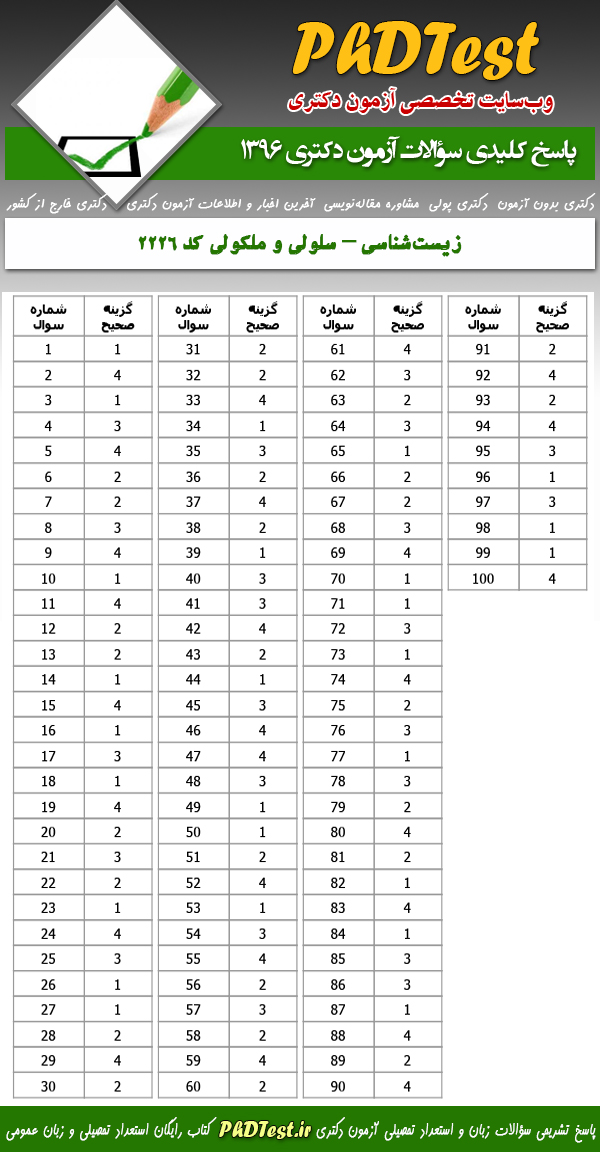 PhDTest
وب‌سایت تخصصی آزمون دکتری
پاسخ کلیدی سؤالات آزمون دکتری ۱۳۹۶
دکتری بدون آزمون دکتری پولی مشاوره مقاله‌نویسی آخرین اخبار و اطلاعات آزمون دکتری دکتری خارج از کشور
زیست‌شناسی – سلولی و ملکولی کد ۲۲۲۶
شماره سوال گزینه صحیح شماره سوال گزینه صحیح شماره سوال گزینه صحیح شماره سوال گزینه صحیح
1 1 31 2 61 4 91 2
2 4 32 2 62 3 92 4
3 1 33 4 63 2 93 2
4 3 34 1 64 3 94 4
5 4 35 3 65 1 95 3
6 2 36 2 66 2 96 1
7 2 37 4 67 2 97 3
8 3 38 2 68 3 98 1
9 4 39 1 69 4 99 1
10 1 40 3 70 1 100 4
11 4 41 3 71 1
12 2 42 4 72 3
13 2 43 2 73 1
14 1 44 1 74 4
15 4 45 3 75 2
16 1 46 4 76 3
17 3 47 4 77 1
18 1 48 3 78 3
19 4 49 1 79 2
20 2 50 1 80 4
21 3 51 2 81 2
22 2 52 4 82 1
23 1 53 1 83 4
24 4 54 3 84 1
25 3 55 4 85 3
26 1 56 2 86 3
27 1 57 3 87 1
28 2 58 2 88 4
29 4 59 4 89 2
30 2 60 2 90 4
پاسخ تشریحی سؤالات زبان و استعداد تحصیلی آزمون دکتری PhDTest.ir کتاب رایگان استعداد تحصیلی و زبان عمومی